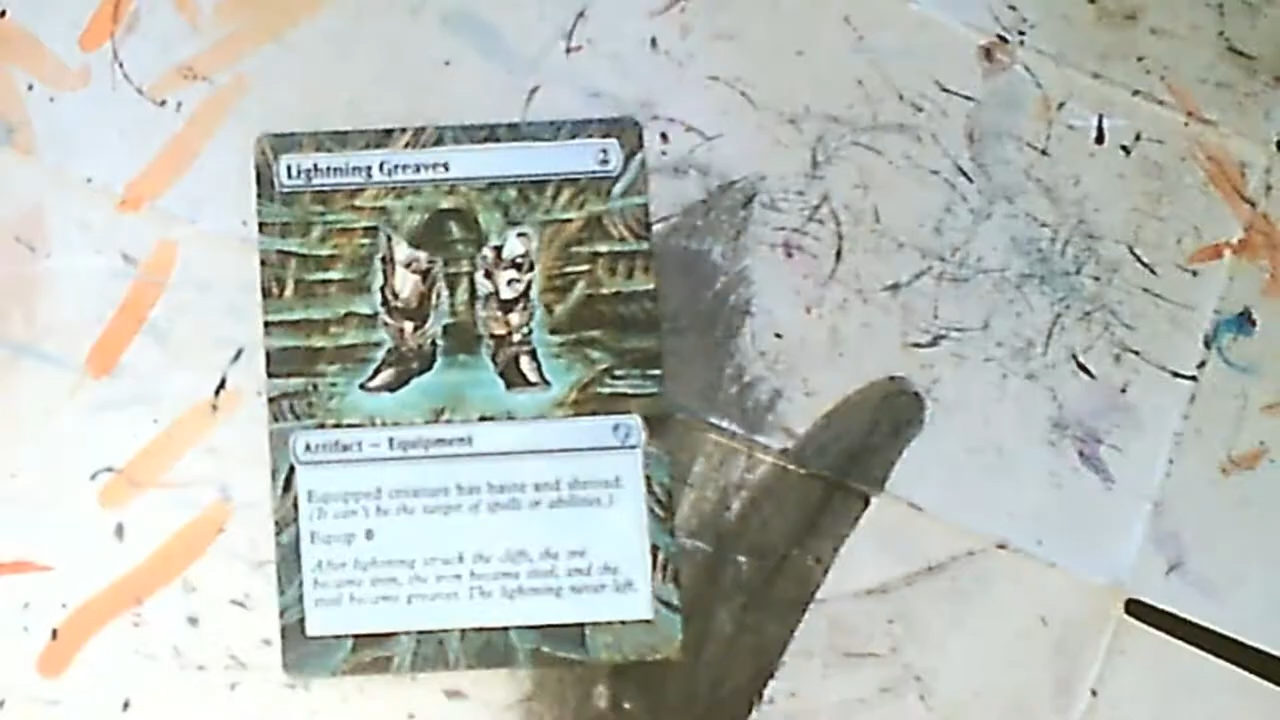 Lightning Greaves 2
Artifact — Equipment
Equipped creature has haste and shroud.
(It can't be the target of spells or abilities.)
Equip 0
After lightning struck the cliffs, the ore
became iron, the iron became steel, and the
steel became greaves. The lightning never left.